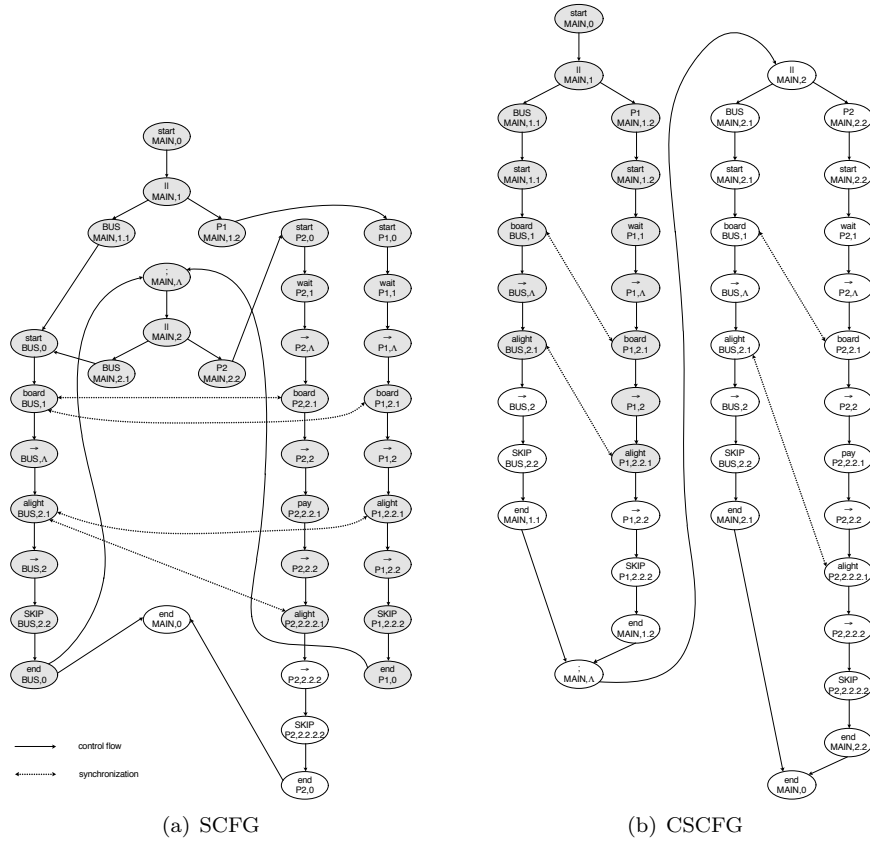 start
MAIN,0
||
MAIN,1
BUS
MAIN,1.1
P1
MAIN,1.2
start
P2,0
start
P1,0
;
MAIN,Λ
wait
P2,1
wait
P1,1
||
MAIN,2
start
BUS,0
→
P2,Λ
→
P1,Λ
BUS
MAIN,2.1
P2
MAIN,2.2
board
BUS,1
board
P2,2.1
board
P1,2.1
→
BUS,Λ
→
P2,2
→
P1,2
alight
BUS,2.1
pay
P2,2.2.1
alight
P1,2.2.1
→
BUS,2
→
P2,2.2
→
P1,2.2
SKIP
BUS,2.2
end
MAIN,0
alight
P2,2.2.2.1
SKIP
P1,2.2.2
end
BUS,0
→
P2,2.2.2
end
P1,0
SKIP
P2,2.2.2.2
end
P2,0
control flow
synchronization
(a) SCFG
start
MAIN,0
||
MAIN,1
BUS
MAIN,1.1
P1
MAIN,1.2
start
MAIN,1.1
start
MAIN,1.2
board
BUS,1
wait
P1,1
→
BUS,Λ
→
P1,Λ
alight
BUS,2.1
board
P1,2.1
→
BUS,2
→
P1,2
SKIP
BUS,2.2
alight
P1,2.2.1
end
MAIN,1.1
→
P1,2.2
SKIP
P1,2.2.2
end
MAIN,1.2
;
MAIN,Λ
||
MAIN,2
BUS
MAIN,2.1
P2
MAIN,2.2
start
MAIN,2.1
start
MAIN,2.2
board
BUS,1
wait
P2,1
→
BUS,Λ
→
P2,Λ
alight
BUS,2.1
board
P2,2.1
→
BUS,2
→
P2,2
SKIP
BUS,2.2
pay
P2,2.2.1
end
MAIN,2.1
→
P2,2.2
alight
P2,2.2.2.1
→
P2,2.2.2
SKIP
P2,2.2.2.2
end
MAIN,2.2
end
MAIN,0
(b) CSCFG